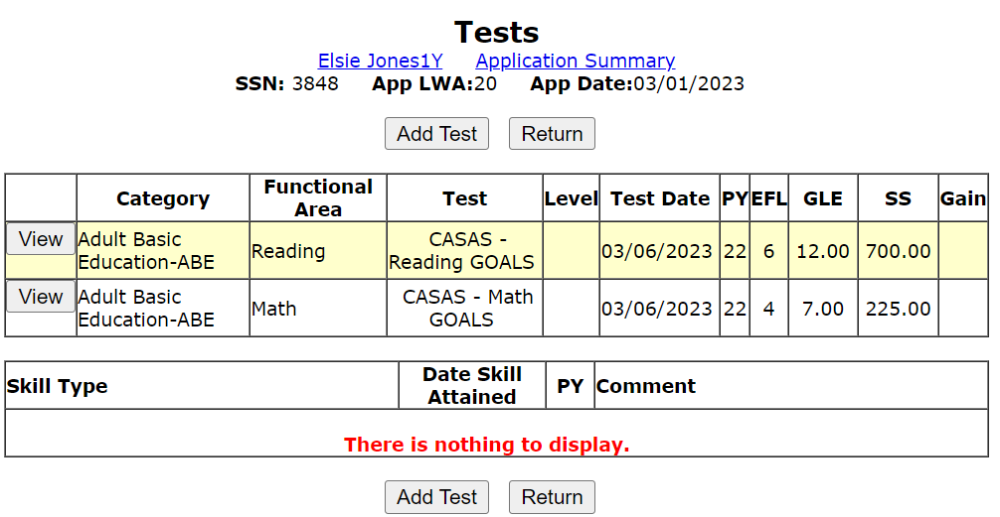 Tests
Elsie Jones1Y Application Summary
SSN: 3848 App LWA:20 App Date:03/01/2023
Add Test Return
Category Functional Area Test Level Test Date PY EFL GLE SS Gain
View Adult Basic Education-ABE Reading CASAS - Reading GOALS 03/06/2023 22 6 12.00 700.00
View Adult Basic Education-ABE Math CASAS - Math GOALS 03/06/2023 22 4 7.00 225.00
Skill Type Date Skill Attained PY Comment
There is nothing to display.
Add Test Return